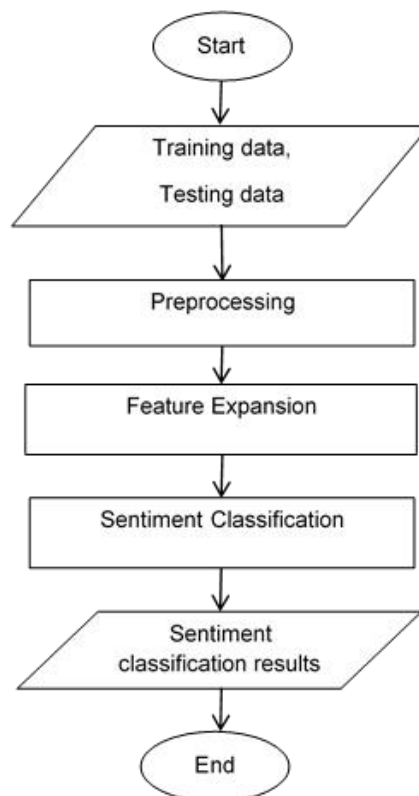 Start
Training data,
Testing data
Preprocessing
Feature Expansion
Sentiment Classification
Sentiment
classification results
End